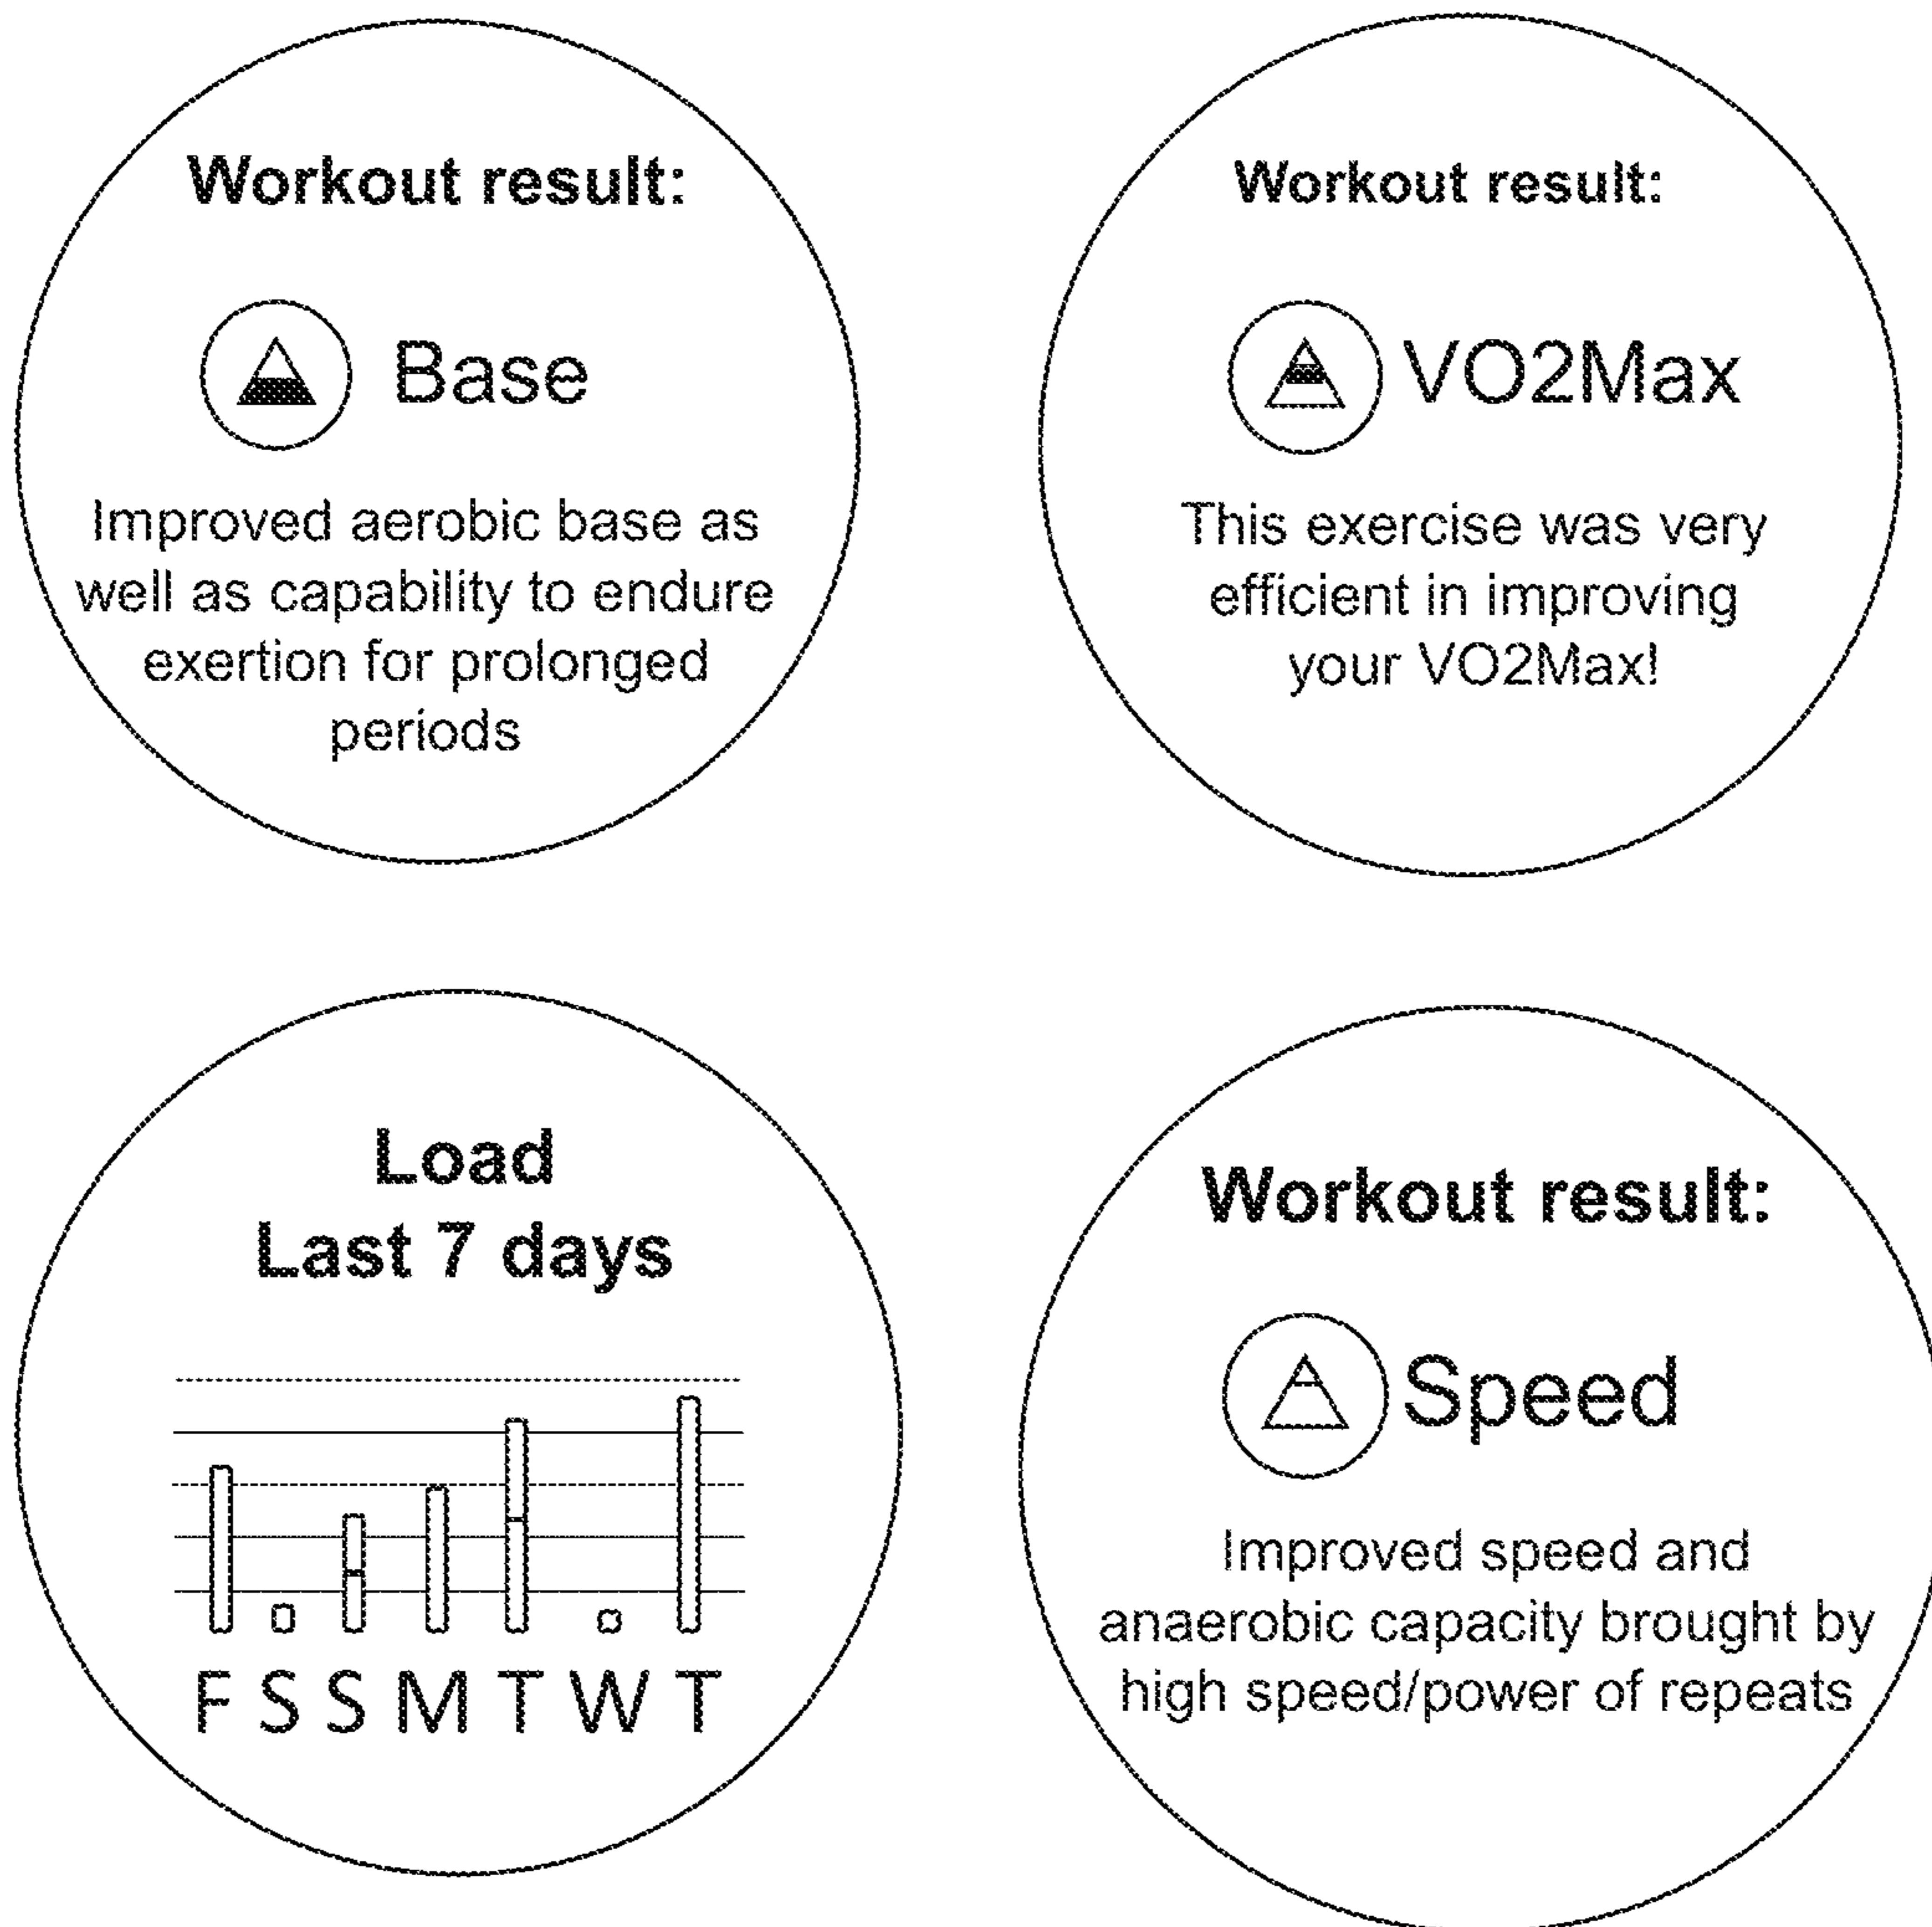 Workout result:
Base
Improved aerobic base as
well as capability to endure
exertion for prolonged
periods
Workout result:
VO2Max
This exercise was very
efficient in improving
your VO2Max!
Load
Last 7 days
F S S M T W T
Workout result:
Speed
Improved speed and
anaerobic capacity brought by
high speed/power of repeats